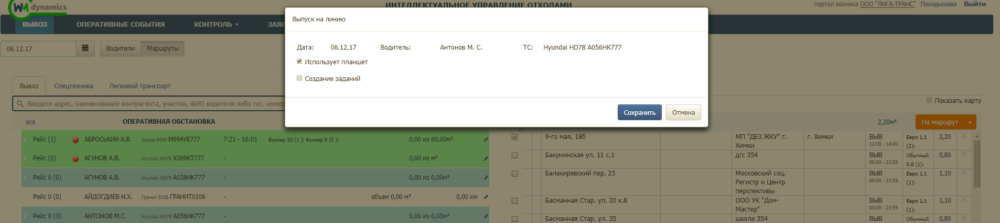 Wm dynamics
ИНТЕЛЛЕКТУАЛЬНОЕ УПРАВЛЕНИЕ ОТХОДАМИ
портал возчика ООО "ЛИГА-ТРАНС" Покидышева Выйти
ВЫВОЗ ОПЕРАТИВНЫЕ СОБЫТИЯ КОНТРОЛЬ ЗАЯВ
Выпуск на линию
Дата: 06.12.17 Водитель: Антонов М. С. ТС: Hyundai HD78 А056НК777
Использует планшет
Создание заданий
Сохранить Отмена
06.12.17 Водители Маршруты
Вывоз Спецтехника Легковой транспорт
Введите адрес, наименование контрагента, участок, ФИО водителя либо гос. номер
Показать карту
ВСЕ ОПЕРАТИВНАЯ ОБСТАНОВКА
2,20м³ На маршрут
Рейс (1) АБРОСЬКИН А.В. Scania P400 М994УЕ777 7:21 - 16:01 Бункер 20 (1 ); Бункер 8 (5 ); 0,00 из 60,00м³
Рейс (0) АГУНОВ А.В. Hyundai HD78 Х069КТ777 - 0,00 из м³
Рейс 0 (0) АГУНОВ А.В. Hyundai HD78 А038НК777 - 0,00 из 0,00м³
Рейс 0 (0) АЙДОГДИЕВ Н.Х. Гранит 0106 ГРАНИТ0106 - объем 0,00 м³ 0,00 км
Рейс 0 (0) АНТОНОВ М.С. Hyundai HD78 А056НК777 - 0,00 из 0,00м³
9-го мая, 18б МП "ДЕЗ ЖКУ" г. Химки г. Химки ВЫВ 12:00 - 14:00 Евро 1,1 (2); 2,20
Бакунинская ул. 11 с.1 д/с 354 ВЫВ 00:00 - 23:59 Обычный 0.8 (1); 0,80
Балакиревский пер. 23 Московский соц. Регистр и Центр перспективы ВЫВ 00:00 - 23:59 Евро 1,1 (1); 1,10
Басманная Стар. ул. 20 к.8 ООО УК "Дом-Мастер" ВЫВ 00:00 - 23:59 Евро 1,1 (1); 1,10
Басманная Стар. ул. 35 школа 354 ВЫВ Обычный 0,80